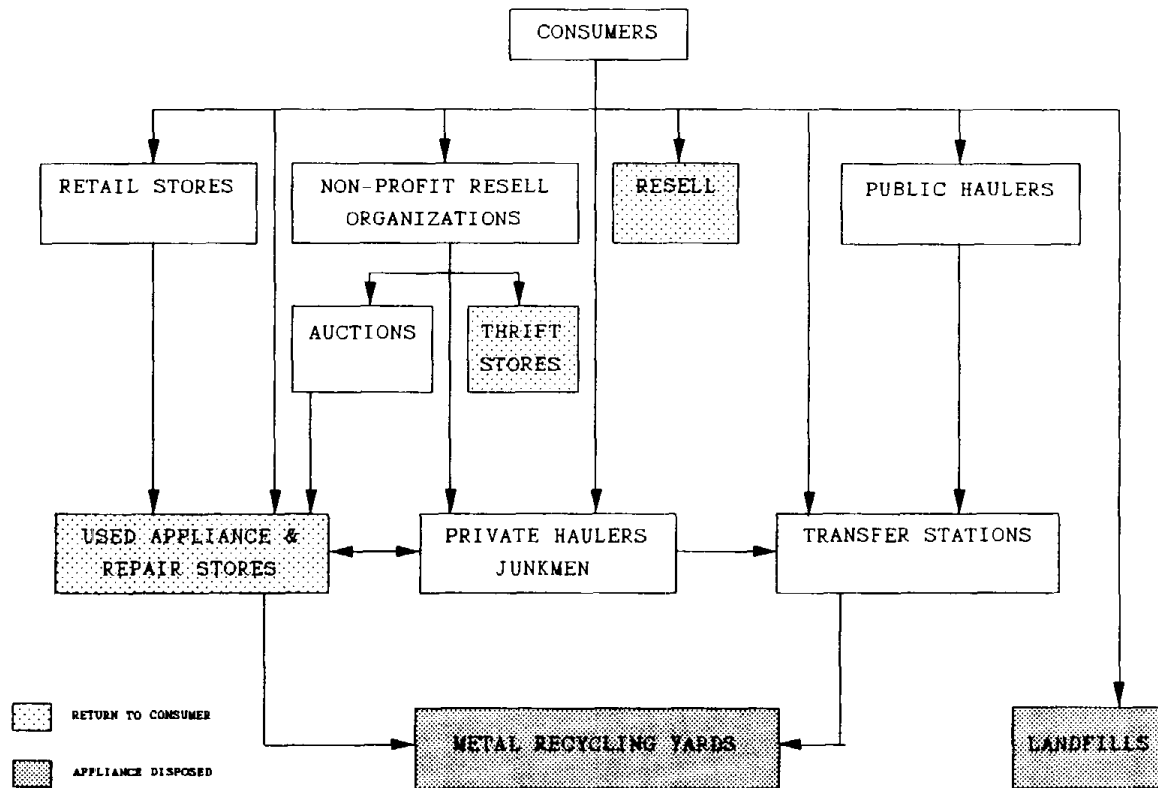 CONSUMERS
RETAIL STORES
NON-PROFIT RESELL
ORGANIZATIONS
RESELL
PUBLIC HAULERS
AUCTIONS
THRIFT
STORES
USED APPLIANCE &
REPAIR STORES
PRIVATE HAULERS
JUNKMEN
TRANSFER STATIONS
RETURN TO CONSUMER
METAL RECYCLING YARDS
LANDFILLS
APPLIANCE DISPOSED